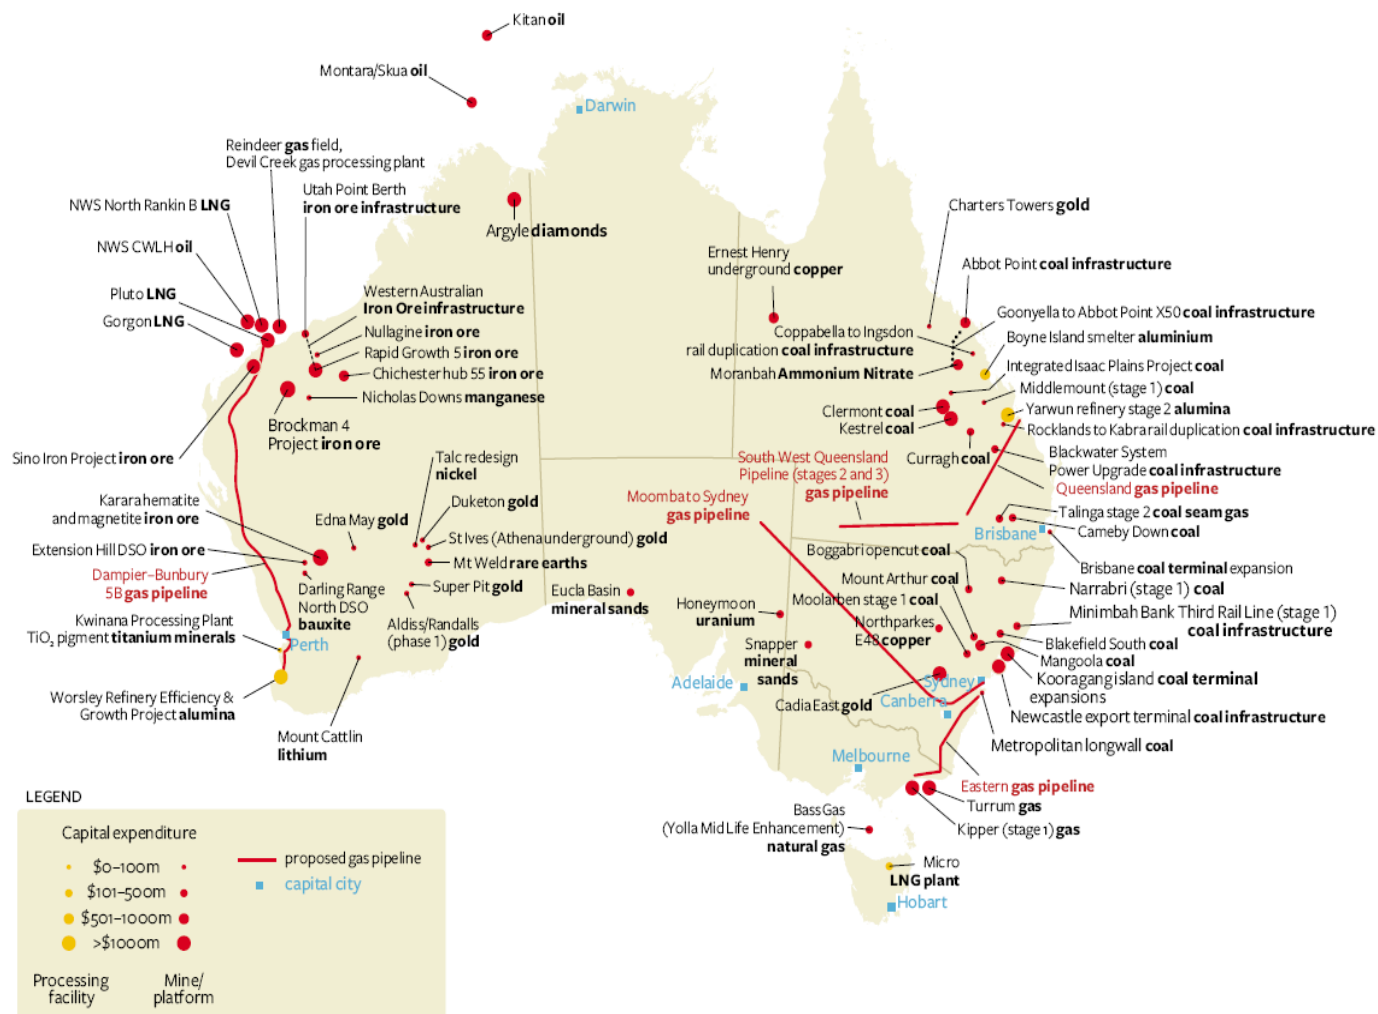 Kitan oil
Montara/Skua oil
Darwin
Reindeer gas field,
Devil Creek gas processing plant
Utah Point Berth
iron ore infrastructure
NWS North Rankin B LNG
NWS CWLH oil
Pluto LNG
Gorgon LNG
Argyle diamonds
Western Australian
Iron Ore infrastructure
Nullagine iron ore
Rapid Growth 5 iron ore
Chichester hub 55 iron ore
Nicholas Downs manganese
Brockman 4
Project iron ore
Sino Iron Project iron ore
Talc redesign
nickel
Duketon gold
Karara hematite
and magnetite iron ore
Edna May gold
St Ives (Athena underground) gold
Extension Hill DSO iron ore
Mt Weld rare earths
Dampier–Bunbury
5B gas pipeline
Darling Range
North DSO
bauxite
Super Pit gold
Aldiss/Randalls
(phase 1) gold
Kwinana Processing Plant
TiO₂ pigment titanium minerals
Perth
Worsley Refinery Efficiency &
Growth Project alumina
Mount Cattlin
lithium
Eucla Basin
mineral sands
Charters Towers gold
Ernest Henry
underground copper
Abbot Point coal infrastructure
Goonyella to Abbot Point X50 coal infrastructure
Coppabella to Ingsdon
rail duplication coal infrastructure
Boyne Island smelter aluminium
Moranbah Ammonium Nitrate
Integrated Isaac Plains Project coal
Middlemount (stage 1) coal
Clermont coal
Yarwun refinery stage 2 alumina
Kestrel coal
Rocklands to Kabra rail duplication coal infrastructure
Curragh coal
Blackwater System
Power Upgrade coal infrastructure
South West Queensland
Pipeline (stages 2 and 3)
gas pipeline
Queensland gas pipeline
Moomba to Sydney
gas pipeline
Talinga stage 2 coal seam gas
Brisbane
Cameby Down coal
Boggabri opencut coal
Brisbane coal terminal expansion
Mount Arthur coal
Narrabri (stage 1) coal
Moolarben stage 1 coal
Honeymoon
uranium
Minimbah Bank Third Rail Line (stage 1)
coal infrastructure
Northparkes
E48 copper
Blakefield South coal
Snapper
mineral
sands
Mangoola coal
Adelaide
Sydney
Kooragang island coal terminal
expansions
Cadia East gold
Canberra
Newcastle export terminal coal infrastructure
Metropolitan longwall coal
Melbourne
Eastern gas pipeline
Turrum gas
Kipper (stage 1) gas
BassGas
(Yolla Mid Life Enhancement)
natural gas
Micro
LNG plant
Hobart
LEGEND
Capital expenditure
$0–100m
$101–500m
$501–1000m
>$1000m
proposed gas pipeline
capital city
Processing
facility
Mine/
platform